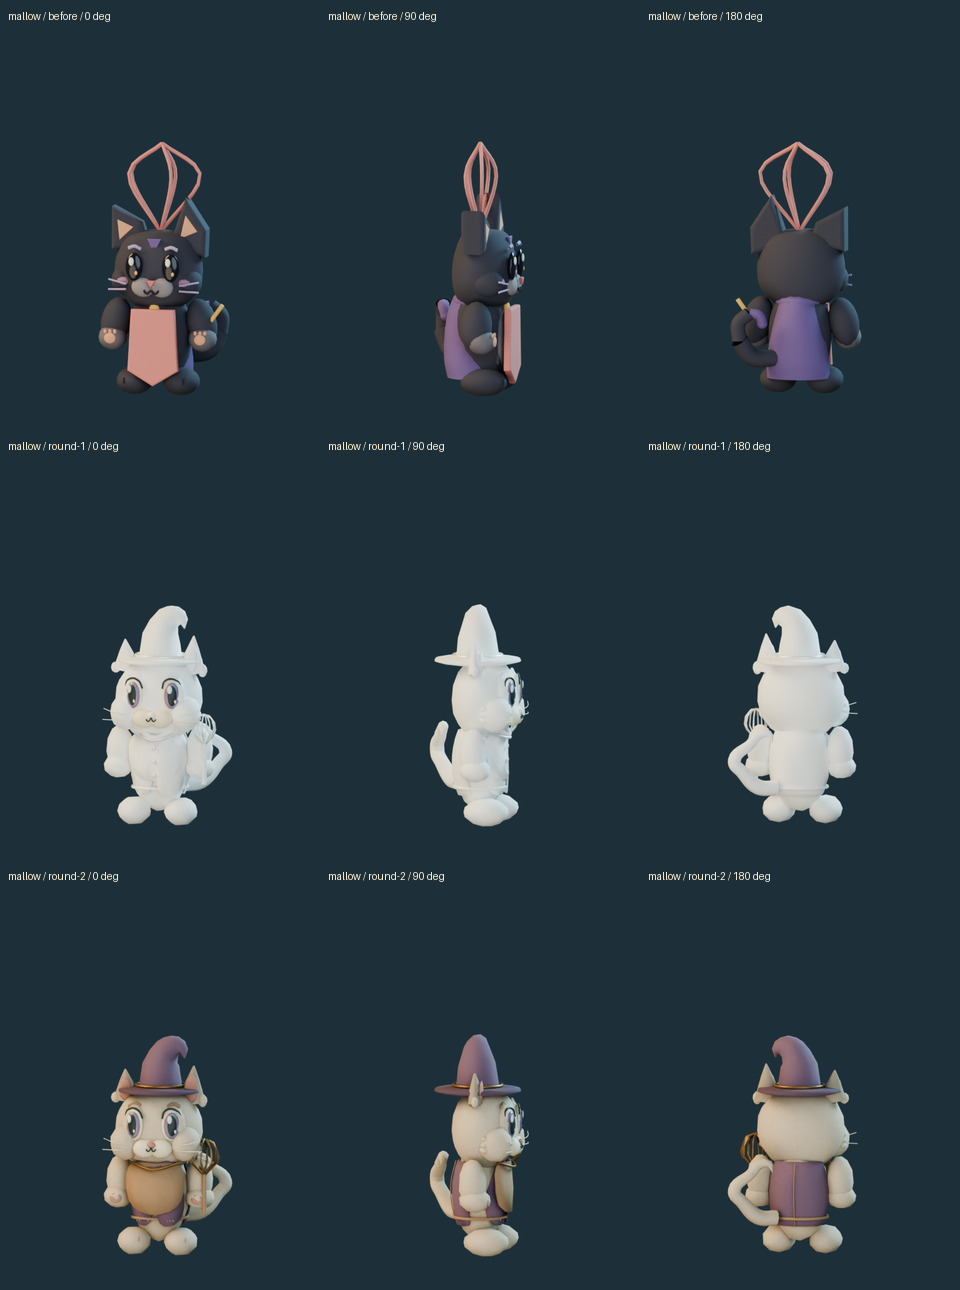 mallow / before / 0 deg
mallow / before / 90 deg
mallow / before / 180 deg
mallow / round-1 / 0 deg
mallow / round-1 / 90 deg
mallow / round-1 / 180 deg
mallow / round-2 / 0 deg
mallow / round-2 / 90 deg
mallow / round-2 / 180 deg